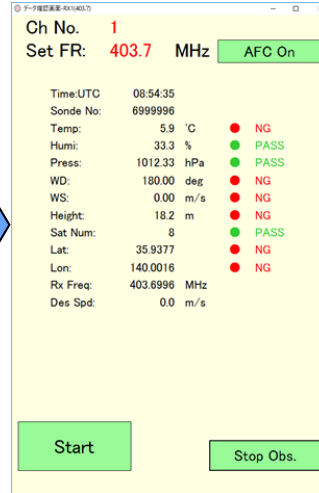 データ確認画面-RX1(403.7)
Ch No. 1
Set FR: 403.7 MHz AFC On
Time:UTC 08:54:35
Sonde No: 6999996
Temp: 5.9 ℃ NG
Humi: 33.3 % PASS
Press: 1012.33 hPa PASS
WD: 180.00 deg NG
WS: 0.00 m/s NG
Height: 18.2 m NG
Sat Num: 8 PASS
Lat: 35.9377 NG
Lon: 140.0016 NG
Rx Freq: 403.6996 MHz
Des Spd: 0.0 m/s
Start Stop Obs.